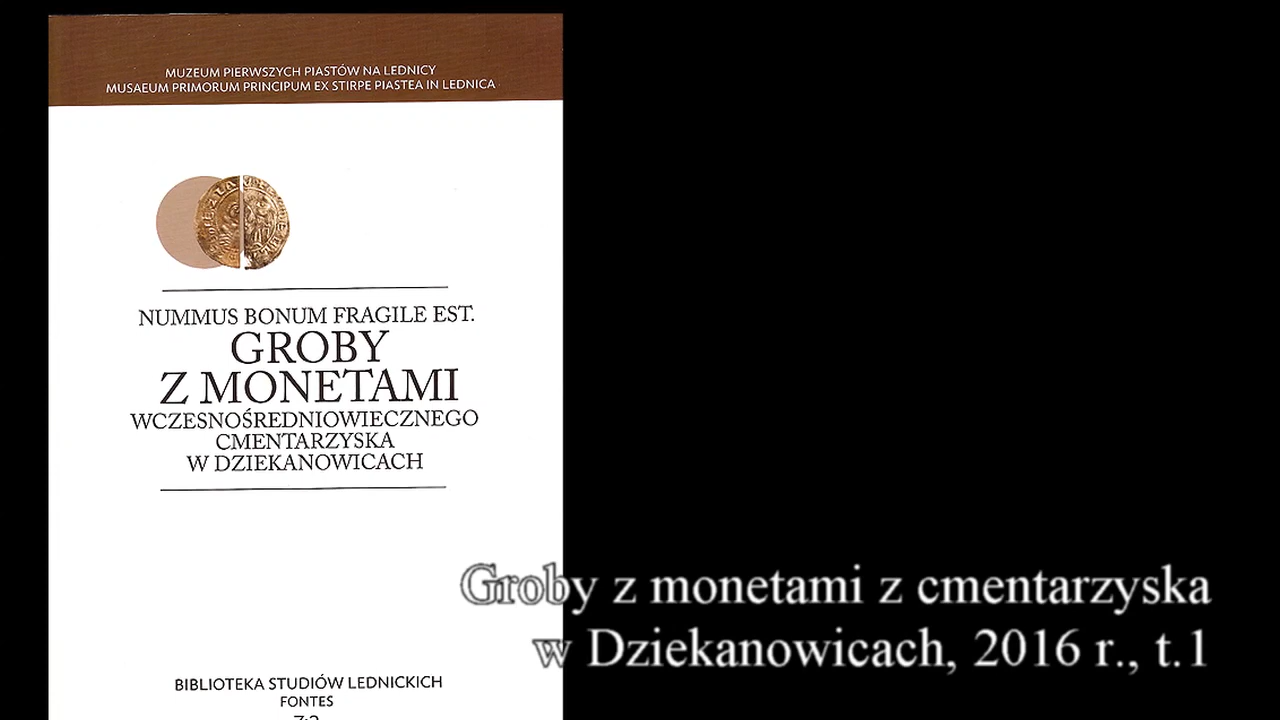 MUZEUM PIERWSZYCH PIASTÓW NA LEDNICY
MUSAEUM PRIMORUM PRINCIPUM EX STIRPE PIASTEA IN LEDNICA
NUMMUS BONUM FRAGILE EST.
GROBY
Z MONETAMI
WCZESNOŚREDNIOWIECZNEGO
CMENTARZYSKA
W DZIEKANOWICACH
Groby z monetami z cmentarzyska
w Dziekanowicach, 2016 r., t.1
BIBLIOTEKA STUDIÓW LEDNICKICH
FONTES